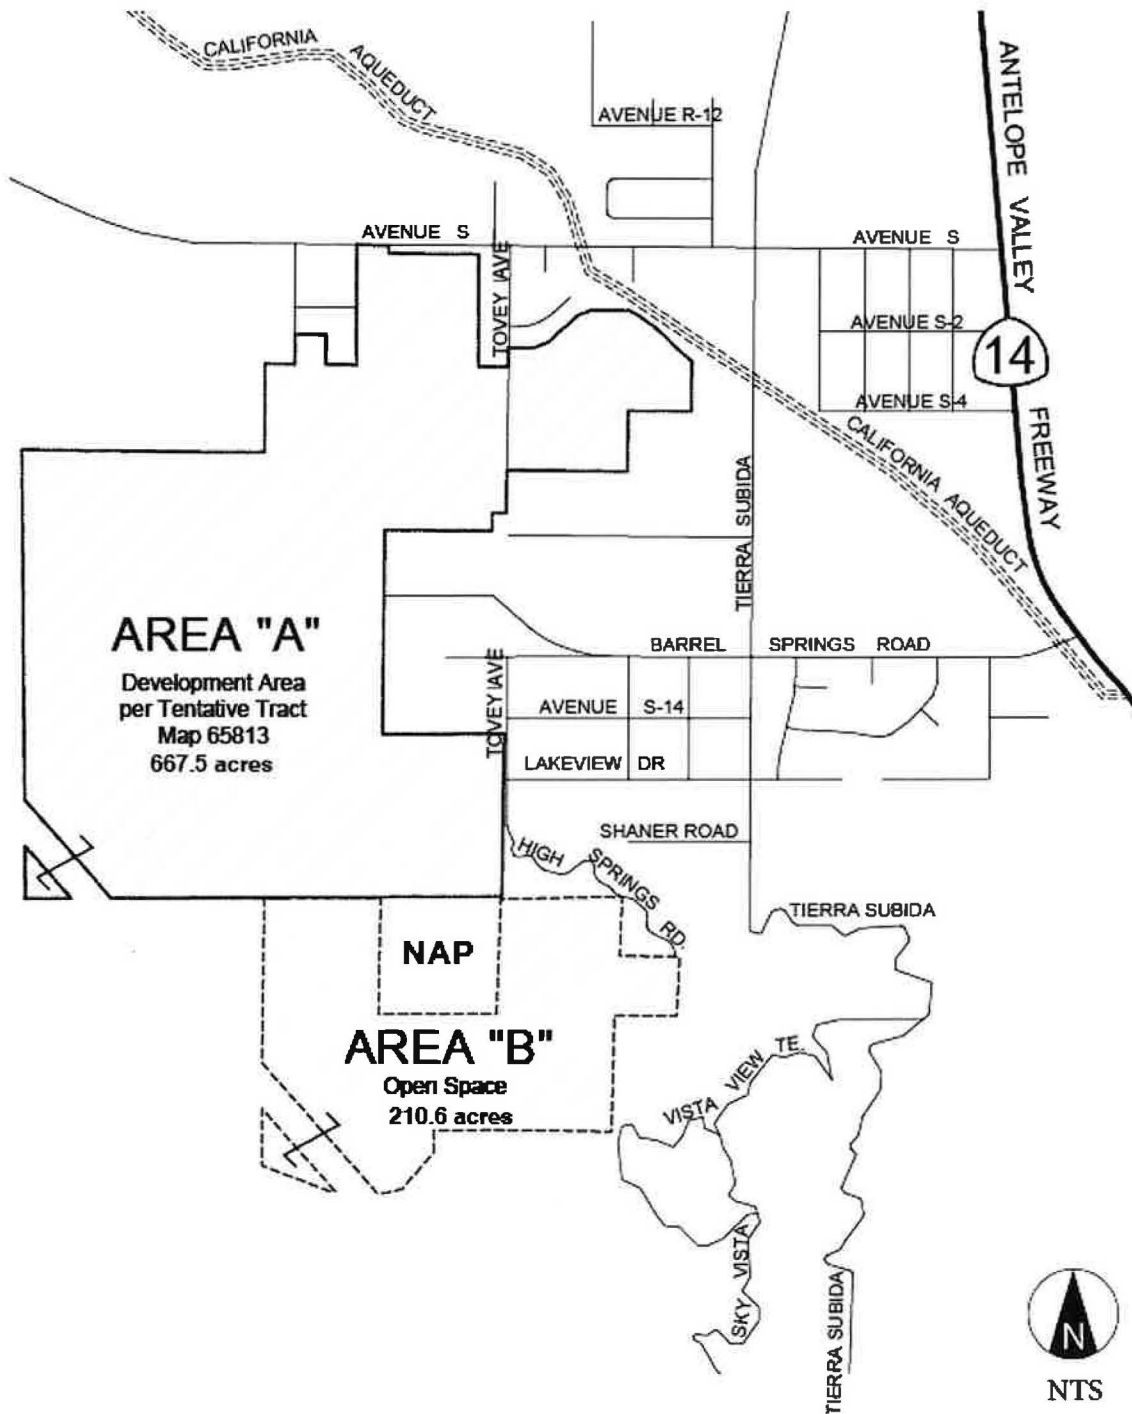 CALIFORNIA
AQUEDUCT
AVENUE R-12
ANTELOPE VALLEY
AVENUE S
AVENUE S
TOVEY AVE
AVENUE S-2
14
AVENUE S-4
FREEWAY
CALIFORNIA AQUEDUCT
TIERRA SUBIDA
AREA "A"
Development Area
per Tentative Tract
Map 65813
667.5 acres
BARREL SPRINGS ROAD
TOVEY AVE
AVENUE S-14
LAKEVIEW DR
SHANER ROAD
HIGH SPRINGS RD.
TIERRA SUBIDA
NAP
AREA "B"
Open Space
210.6 acres
VISTA VIEW TE.
SKY VISTA
TIERRA SUBIDA
N
NTS